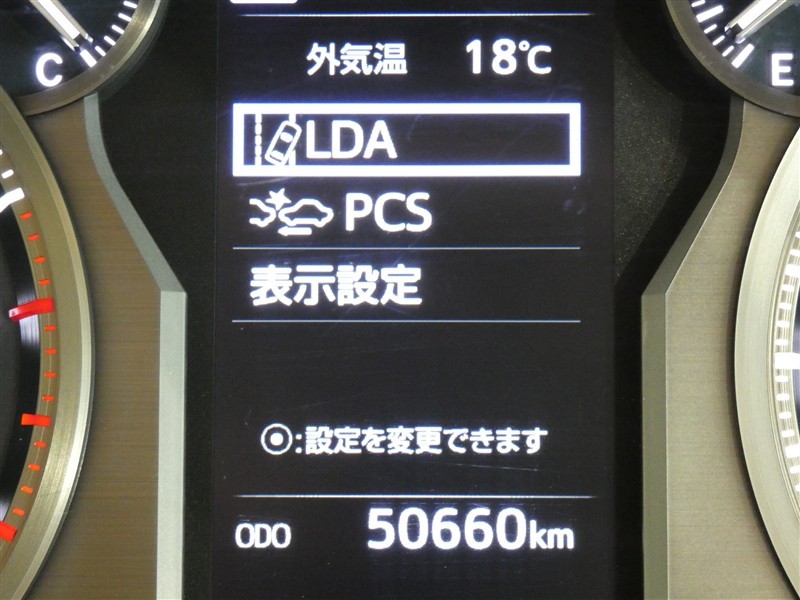 外気温 18℃
C
E
LDA
PCS
表示設定
◎:設定を変更できます
ODO 50660km